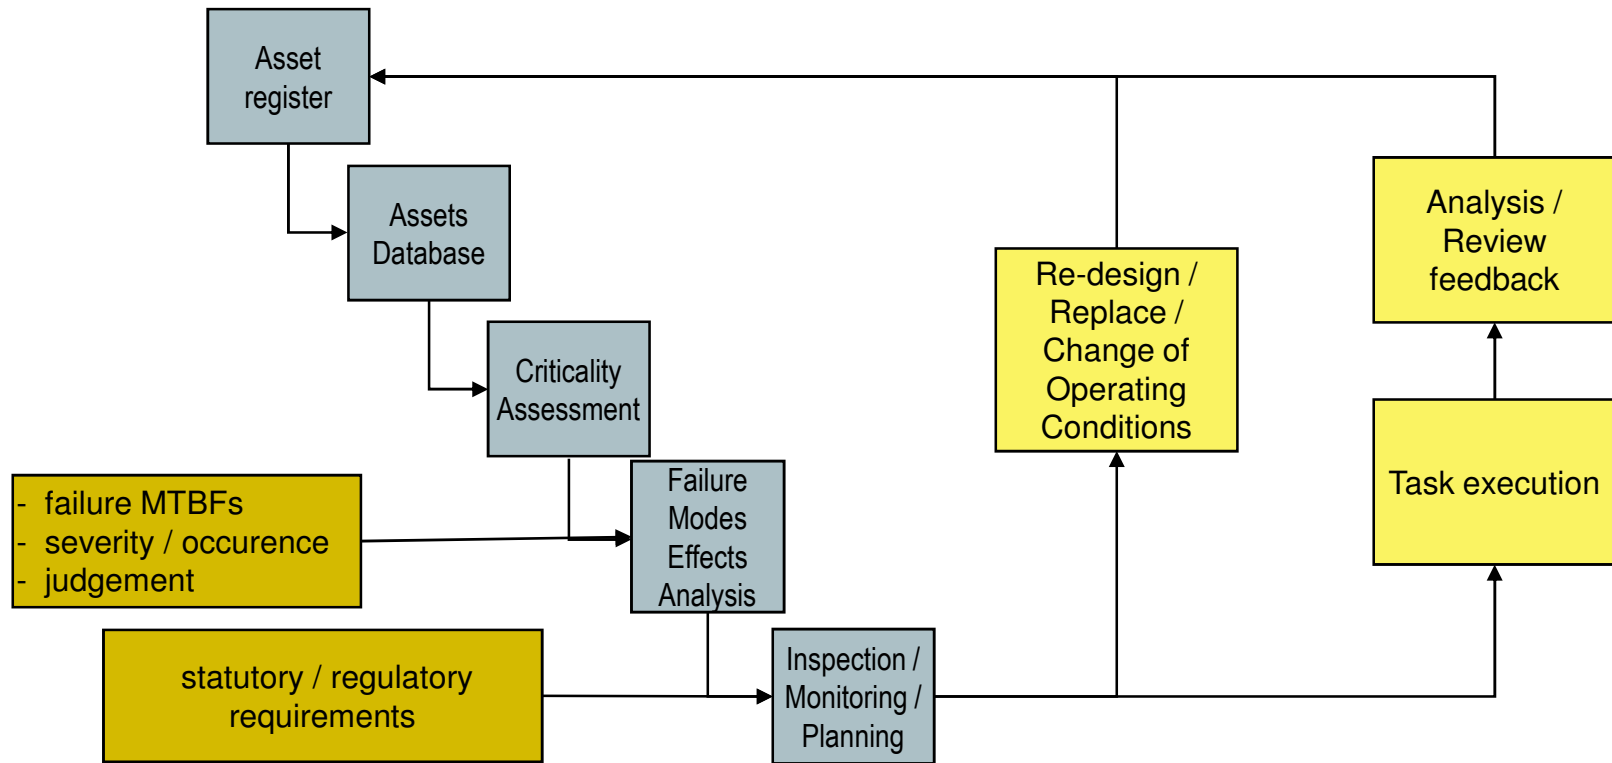 Asset
register
Assets
Database
Criticality
Assessment
Failure
Modes
Effects
Analysis
- failure MTBFs
- severity / occurence
- judgement
statutory / regulatory
requirements
Inspection /
Monitoring /
Planning
Re-design /
Replace /
Change of
Operating
Conditions
Analysis /
Review
feedback
Task execution